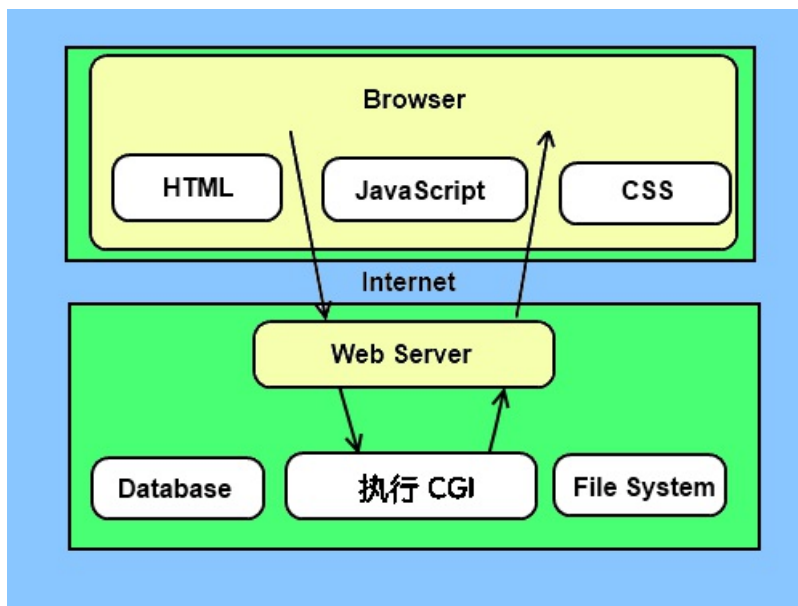 Browser
HTML
JavaScript
CSS
Internet
Web Server
Database
执行 CGI
File System